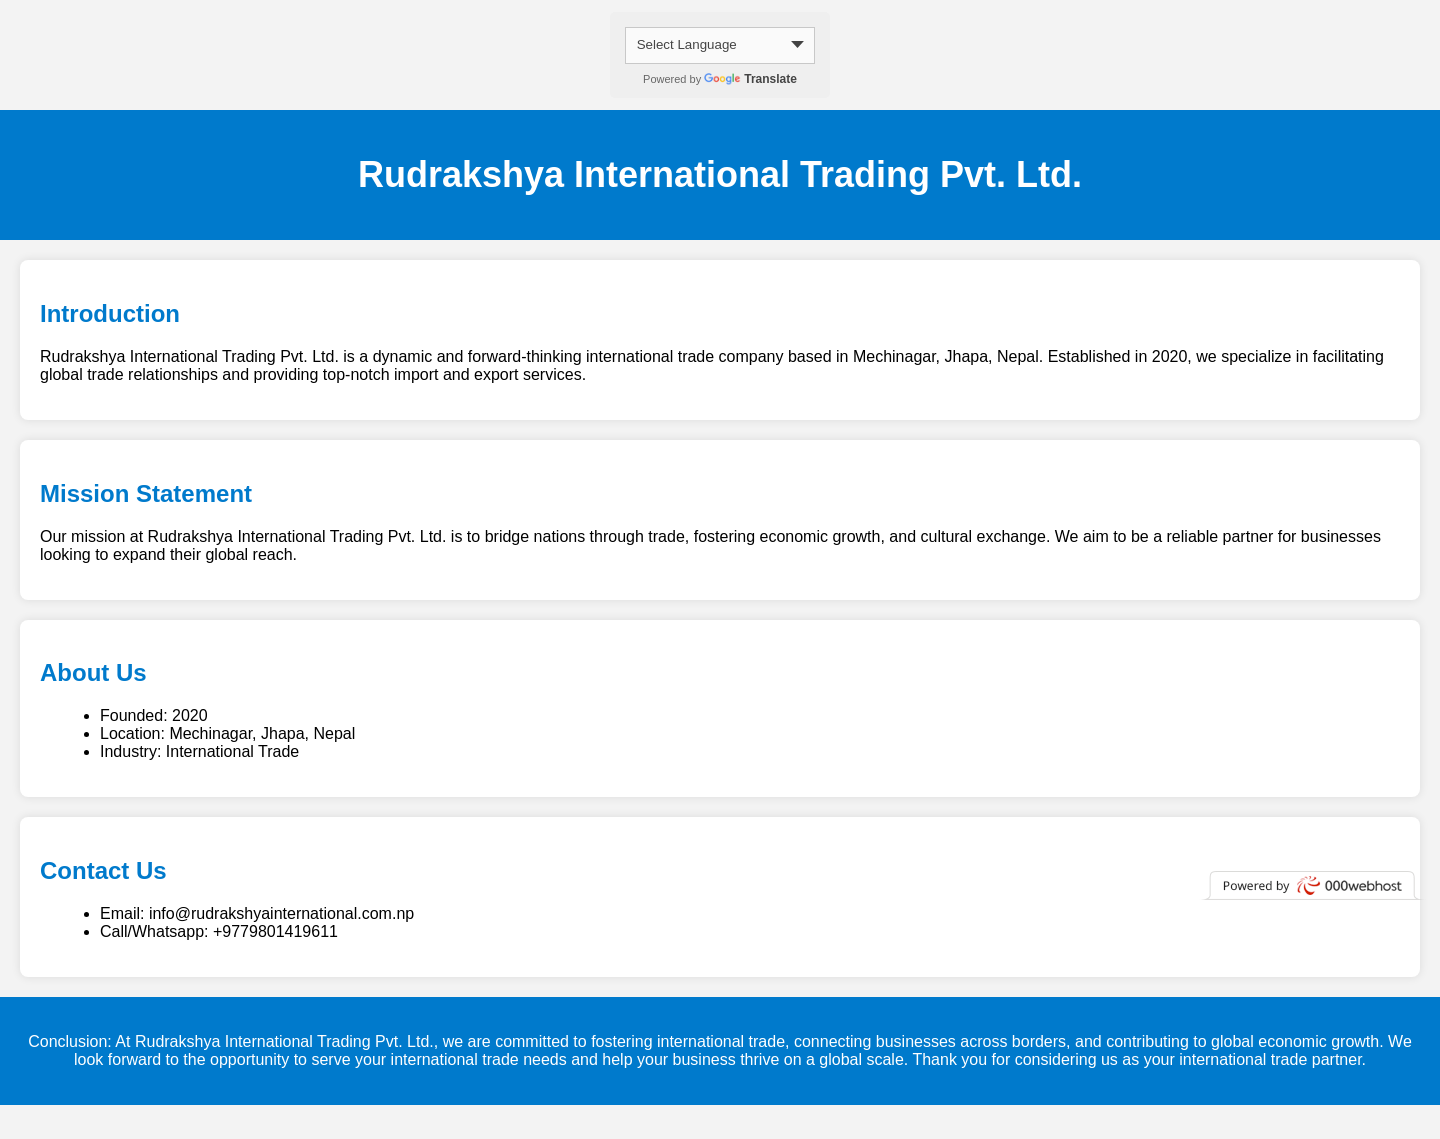 Select Language
Powered by Google Translate
Rudrakshya International Trading Pvt. Ltd.
Introduction
Rudrakshya International Trading Pvt. Ltd. is a dynamic and forward-thinking international trade company based in Mechinagar, Jhapa, Nepal. Established in 2020, we specialize in facilitating
global trade relationships and providing top-notch import and export services.
Mission Statement
Our mission at Rudrakshya International Trading Pvt. Ltd. is to bridge nations through trade, fostering economic growth, and cultural exchange. We aim to be a reliable partner for businesses
looking to expand their global reach.
About Us
• Founded: 2020
• Location: Mechinagar, Jhapa, Nepal
• Industry: International Trade
Contact Us
Powered by 000webhost
• Email: info@rudrakshyainternational.com.np
• Call/Whatsapp: +9779801419611
Conclusion: At Rudrakshya International Trading Pvt. Ltd., we are committed to fostering international trade, connecting businesses across borders, and contributing to global economic growth. We
look forward to the opportunity to serve your international trade needs and help your business thrive on a global scale. Thank you for considering us as your international trade partner.